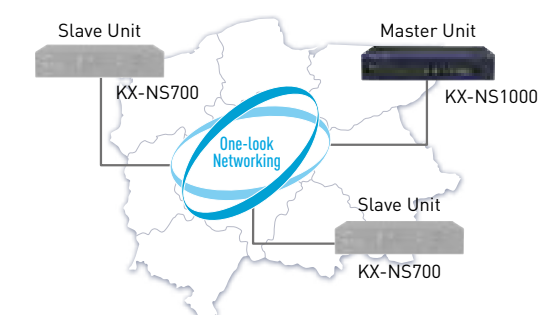 Slave Unit
KX-NS700
Master Unit
KX-NS1000
One-look
Networking
Slave Unit
KX-NS700